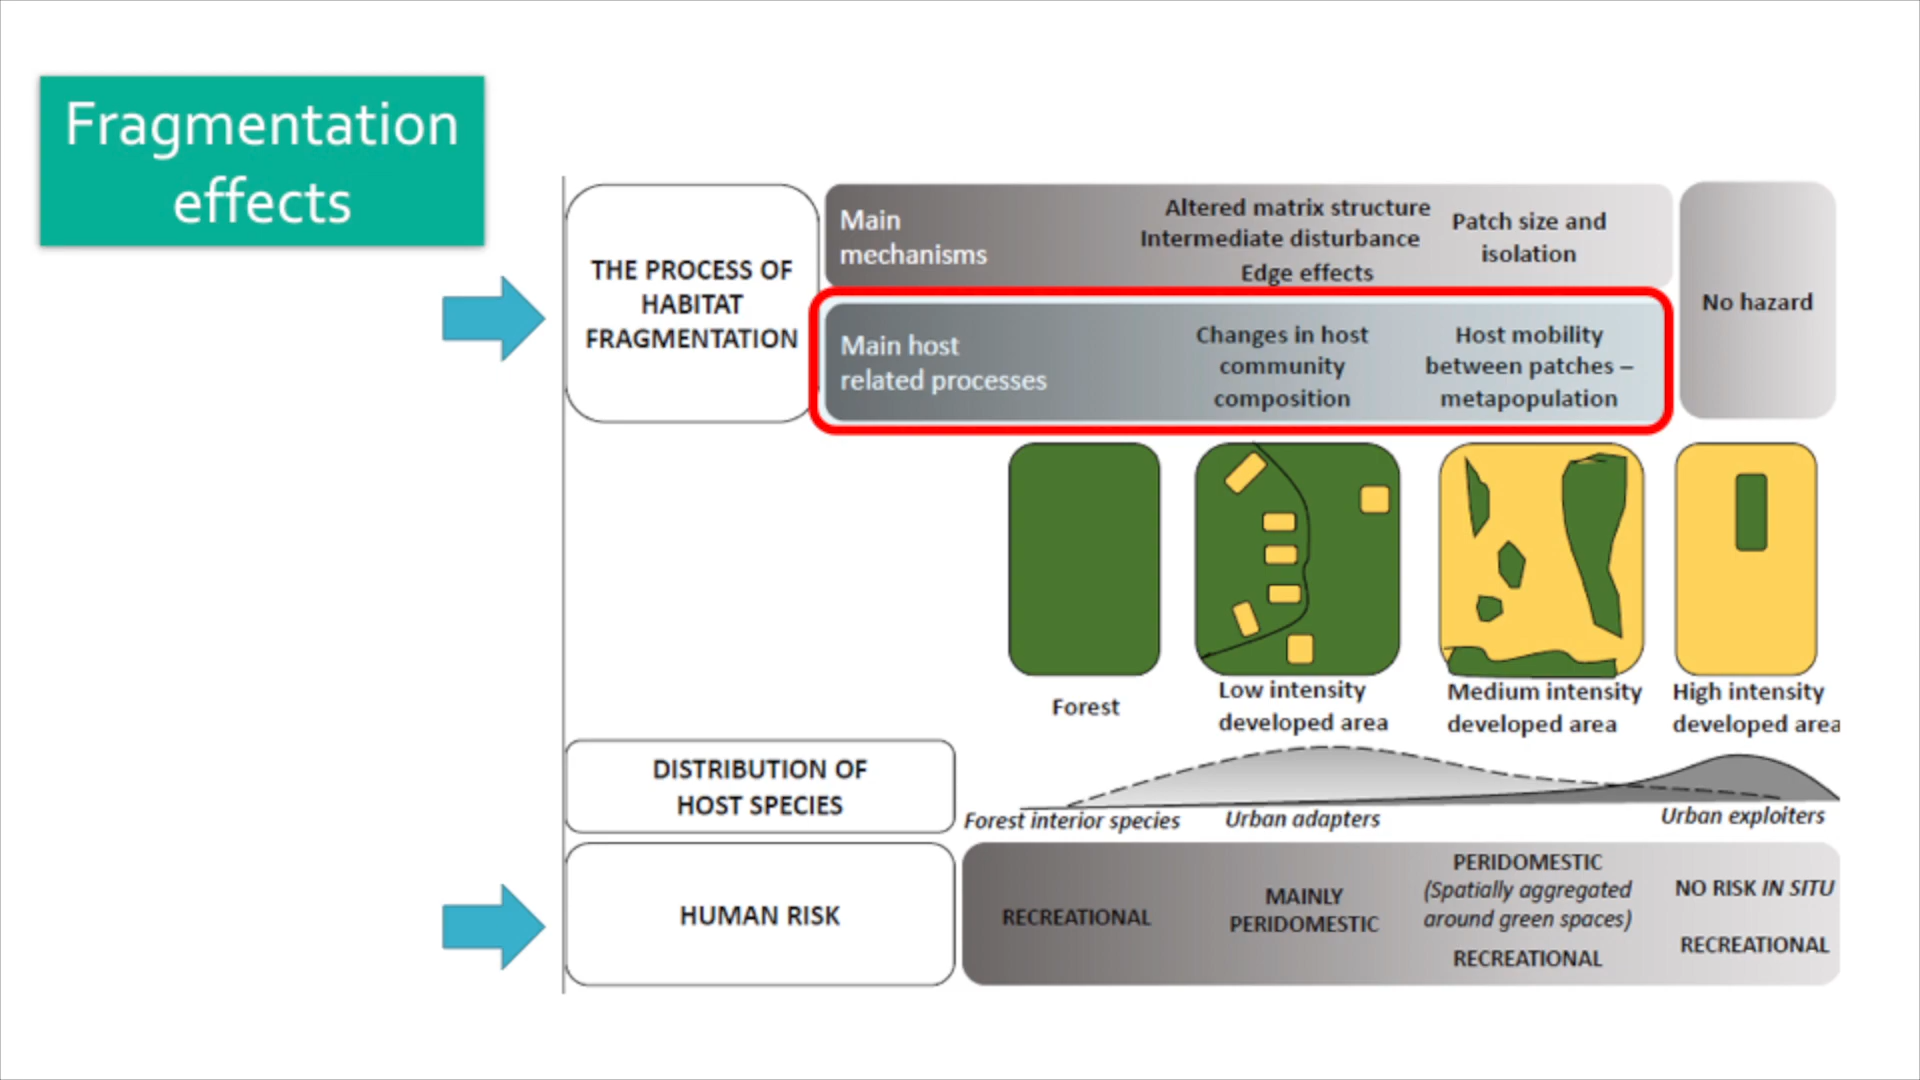 Fragmentation
effects
THE PROCESS OF
HABITAT
FRAGMENTATION
Main
mechanisms
Altered matrix structure
Intermediate disturbance
Edge effects
Patch size and
isolation
No hazard
Main host
related processes
Changes in host
community
composition
Host mobility
between patches –
metapopulation
Forest
Low intensity
developed area
Medium intensity
developed area
High intensity
developed area
DISTRIBUTION OF
HOST SPECIES
Forest interior species
Urban adapters
Urban exploiters
HUMAN RISK
RECREATIONAL
MAINLY
PERIDOMESTIC
PERIDOMESTIC
(Spatially aggregated
around green spaces)
RECREATIONAL
NO RISK IN SITU
RECREATIONAL